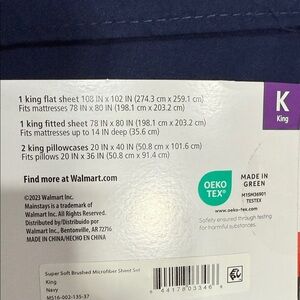 1 king flat sheet 108 IN x 102 IN (274.3 cm x 259.1 cm)
Fits mattresses 78 IN x 80 IN (198.1 cm x 203.2 cm)
1 king fitted sheet 78 IN x 80 IN (198.1 cm x 203.2 cm)
Fits mattresses up to 14 IN deep (35.6 cm)
2 king pillowcases 20 IN x 40 IN (50.8 cm x 101.6 cm)
Fits pillows 20 IN x 36 IN (50.8 cm x 91.4 cm)
K
King
Find more at Walmart.com
©2023 Walmart Inc.
Mainstays is a trademark of
Walmart Inc. All Rights Reserved.
Distributed by/Distribuido por
Walmart Inc.,
Bentonville, AR 72716
MADE IN CHINA/HECHO EN CHINA
OEKO
TEX®
MADE IN
GREEN
M15H36901
TESTEX
www.oeko-tex.com
Safely ensured through testing
for harmful substances.
Super Soft Brushed Microfiber Sheet Set
King
Navy
MS16-002-135-37